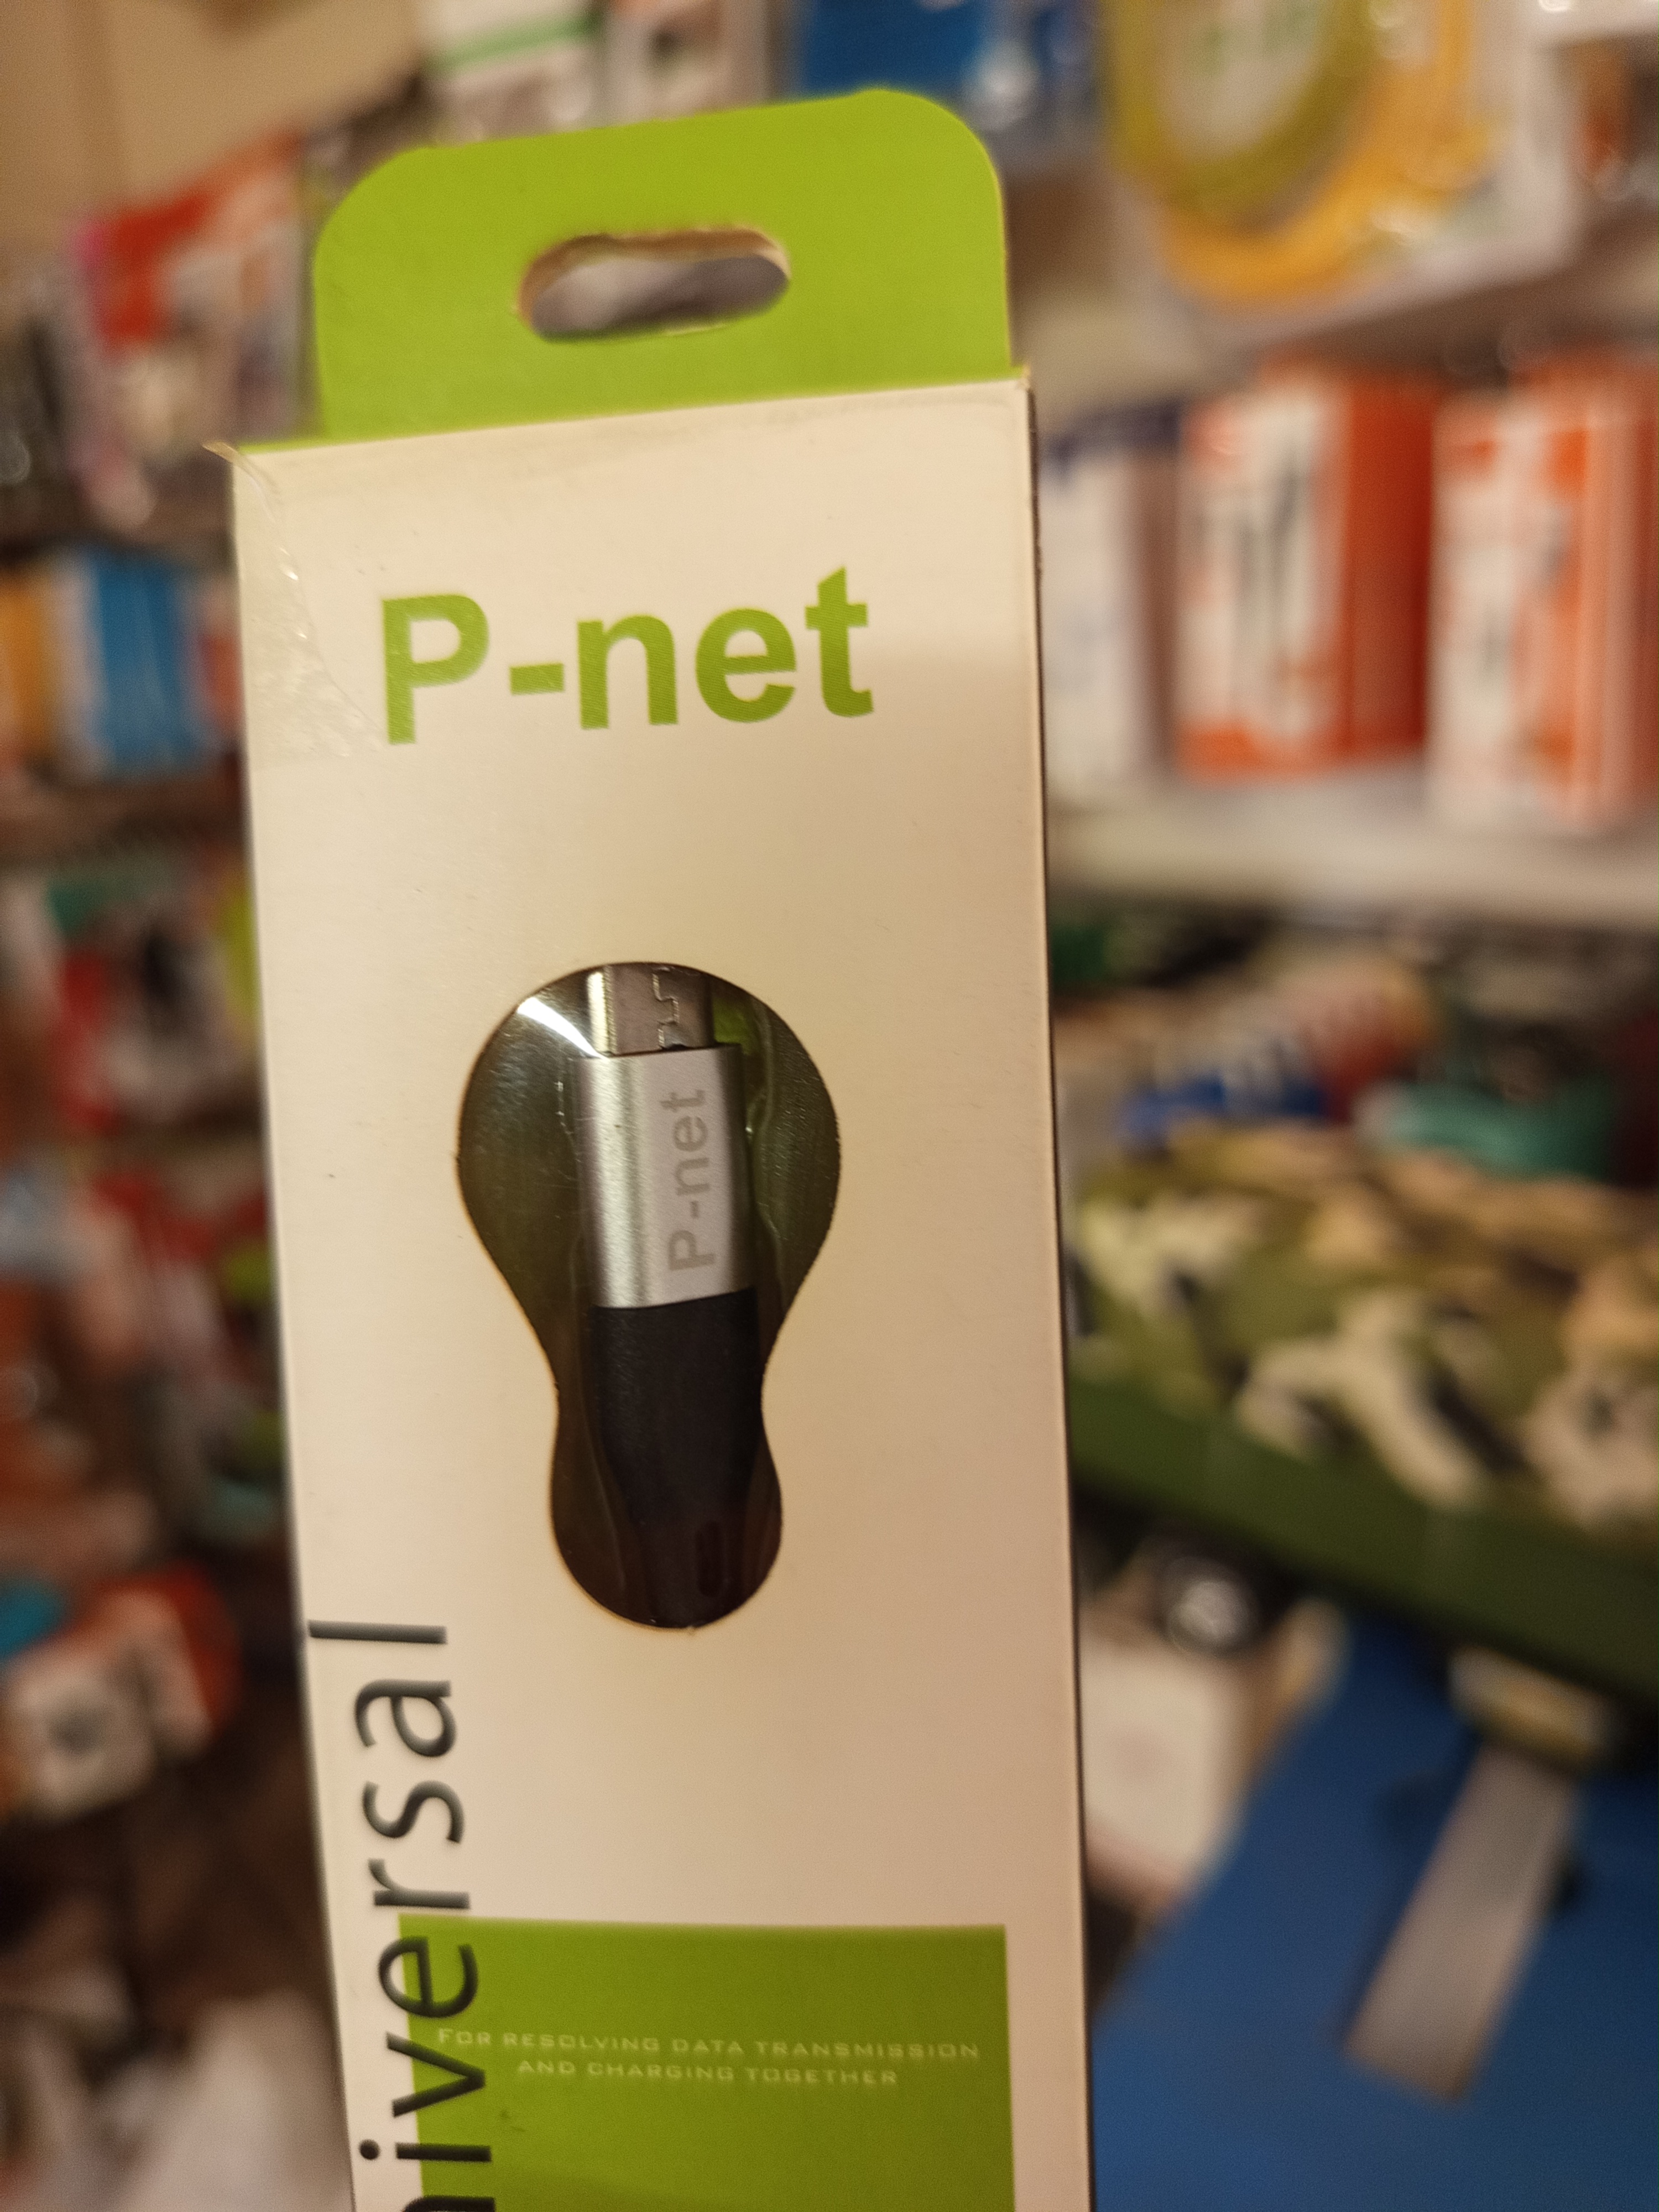 P-net
P-net
niversal
FOR RESOLVING DATA TRANSMISSION
AND CHARGING TOGETHER